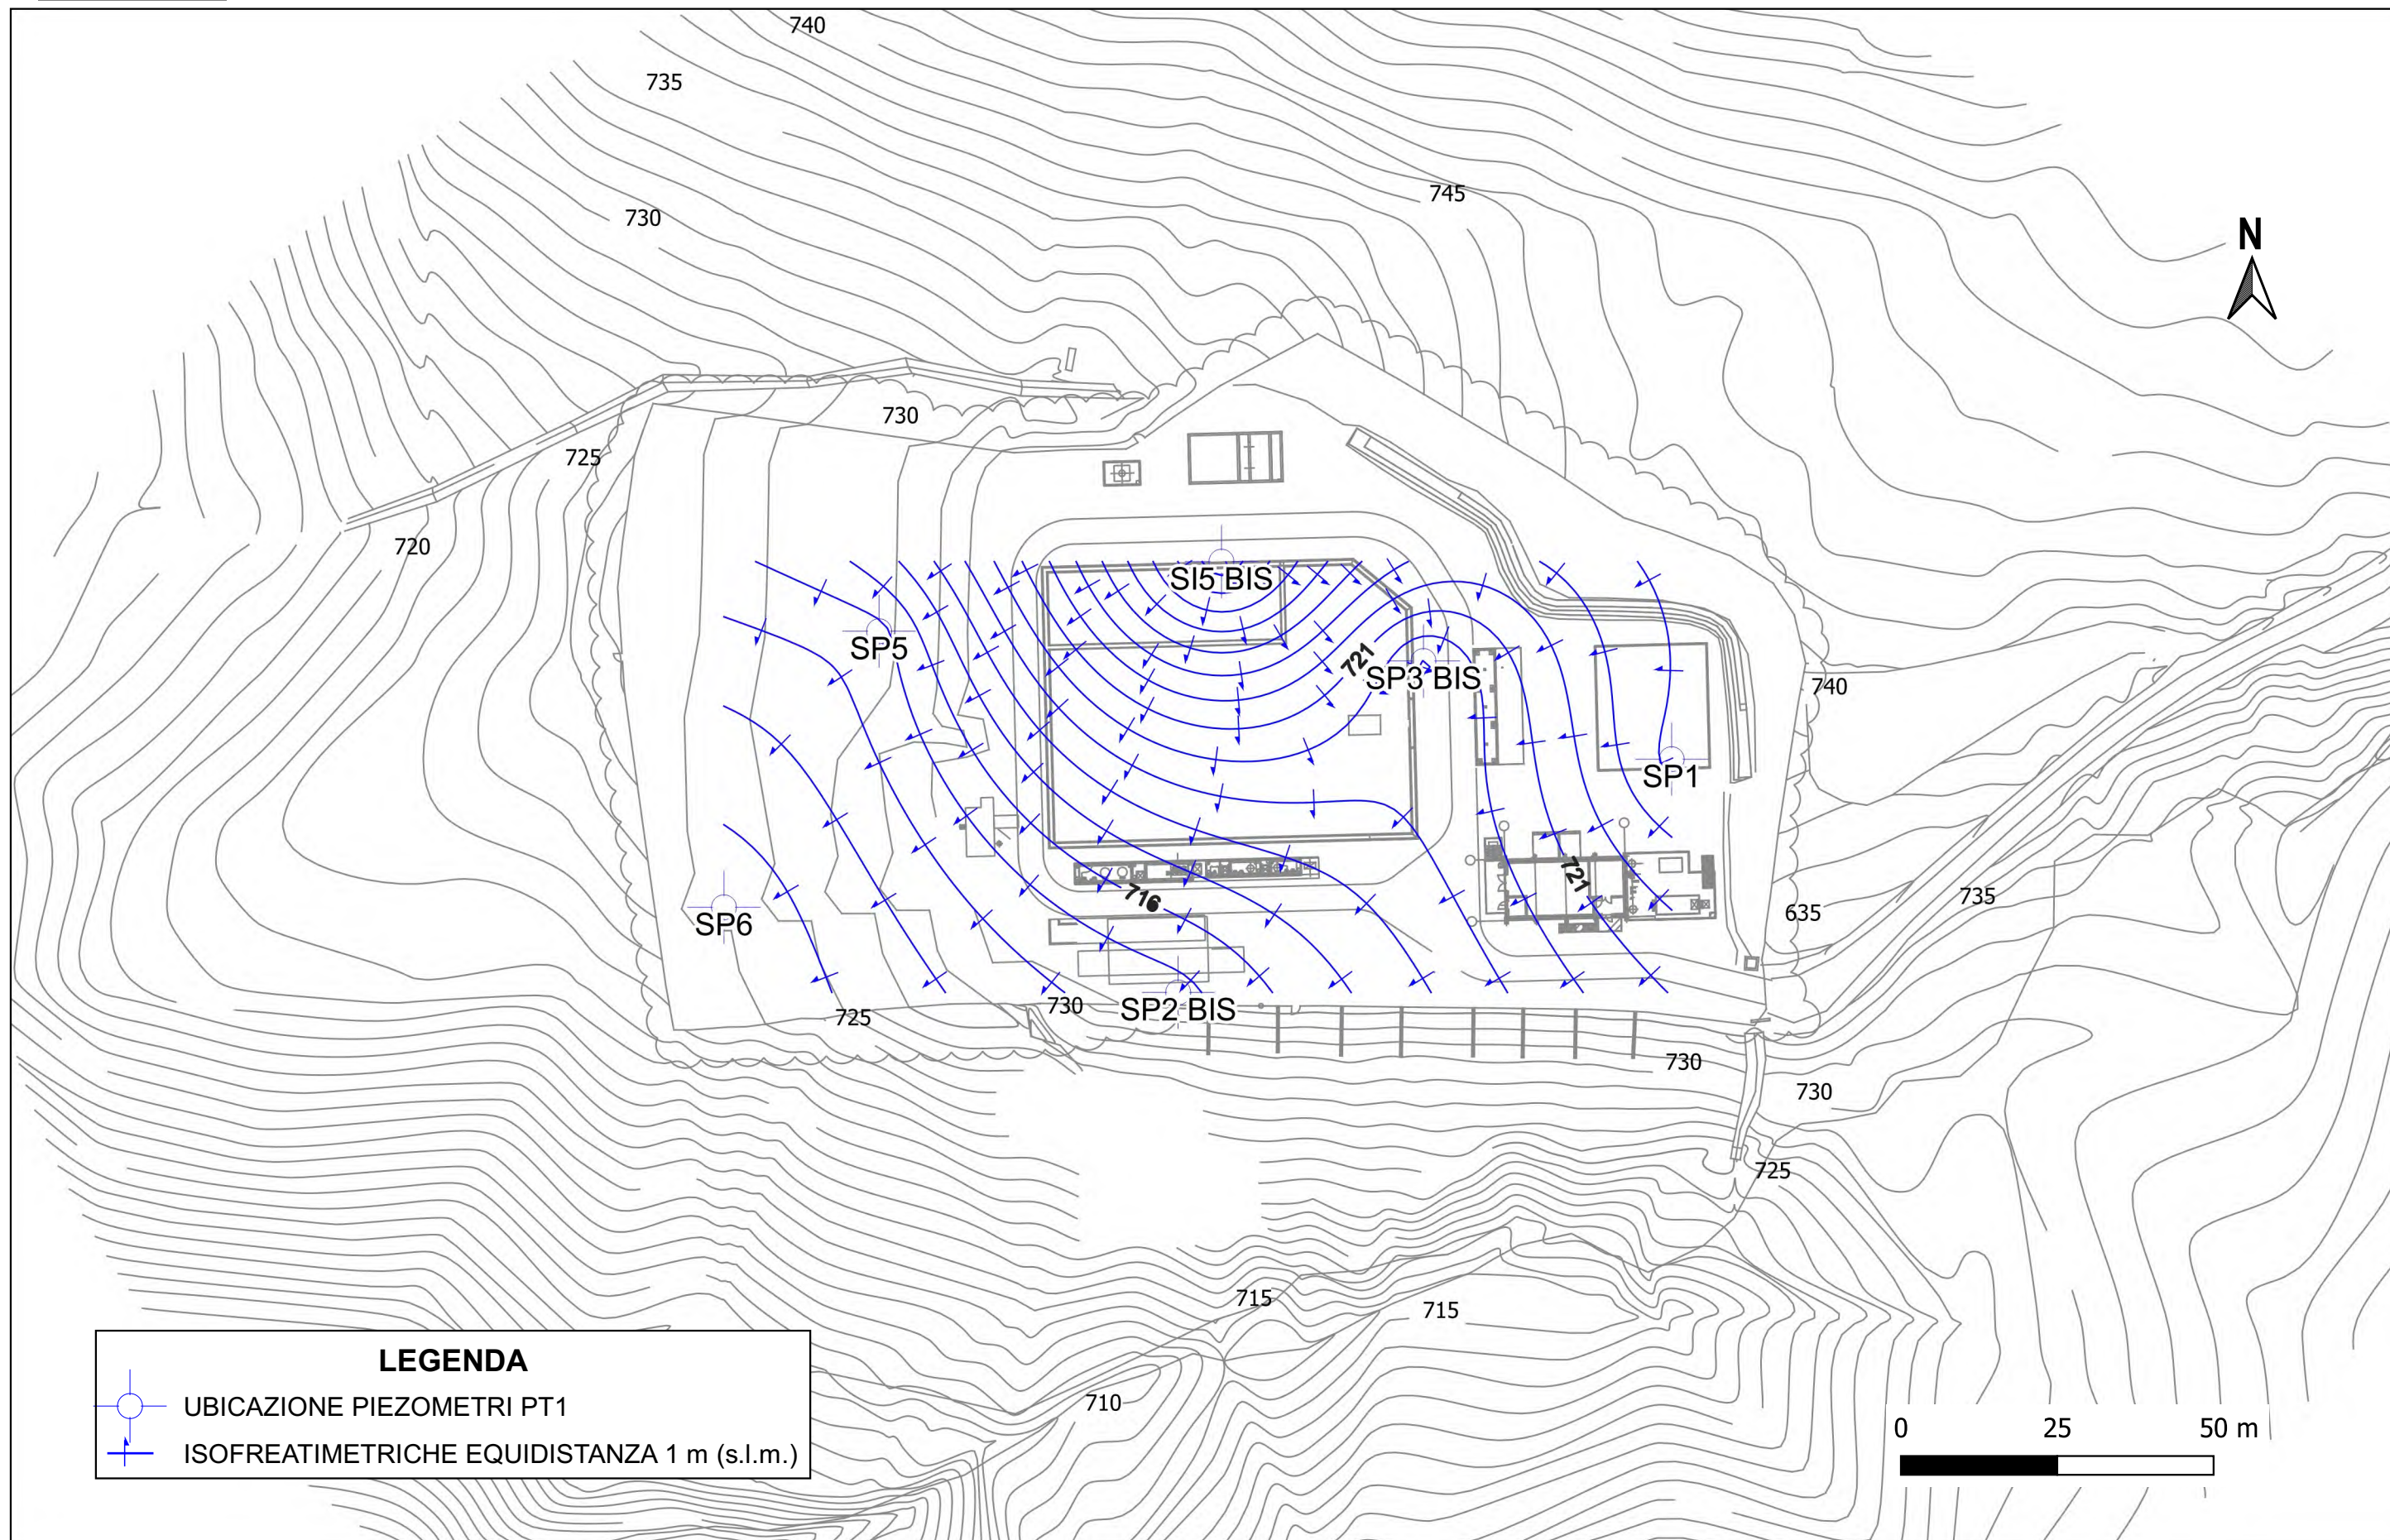 740
735
745
730
N
730
725
720
SI5 BIS
SP5
721
SP3 BIS
740
SP1
721
716
735
635
SP6
730
SP2 BIS
725
730
730
725
715
715
LEGENDA
710
UBICAZIONE PIEZOMETRI PT1
0 25 50 m
ISOFREATIMETRICHE EQUIDISTANZA 1 m (s.l.m.)